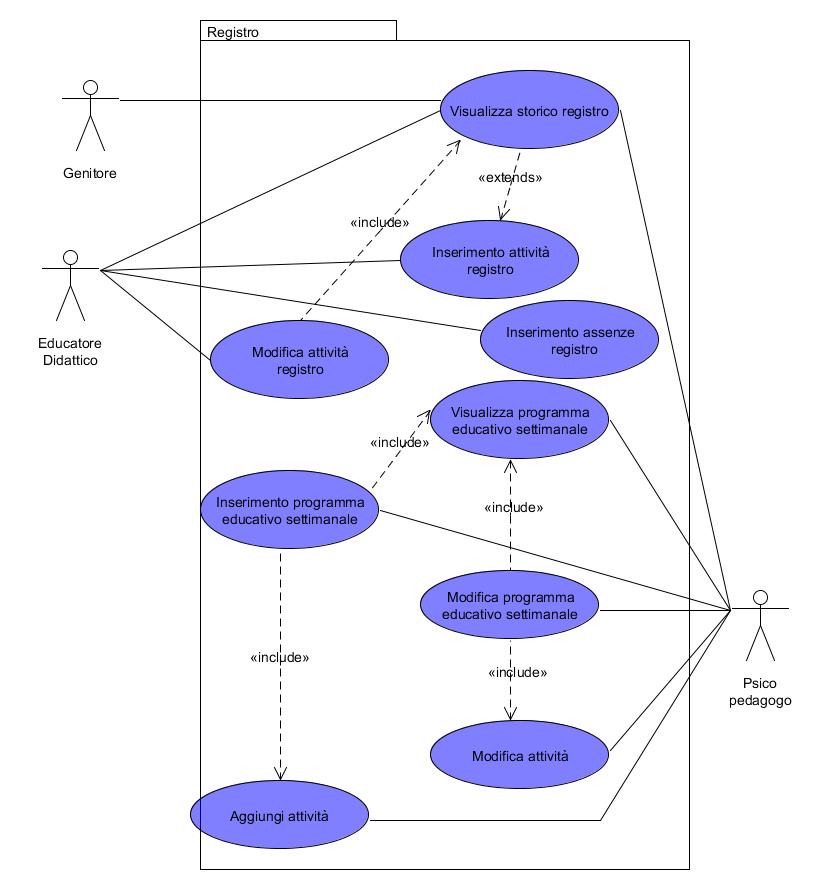 Registro
Visualizza storico registro
Genitore
«extends»
«include»
Inserimento attività
registro
Educatore
Didattico
Inserimento assenze
registro
Modifica attività
registro
Visualizza programma
educativo settimanale
«include»
Inserimento programma
educativo settimanale
«include»
Modifica programma
educativo settimanale
«include»
«include»
Psico
pedagogo
Modifica attività
Aggiungi attività